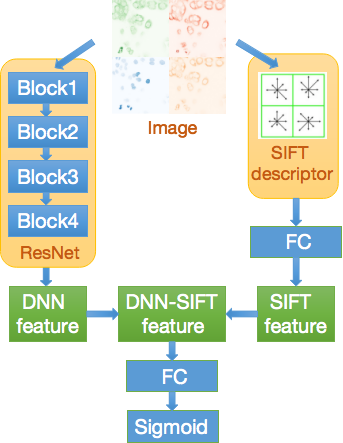 Image
Block1
Block2
Block3
Block4
ResNet
SIFT
descriptor
FC
DNN
feature
DNN-SIFT
feature
SIFT
feature
FC
Sigmoid